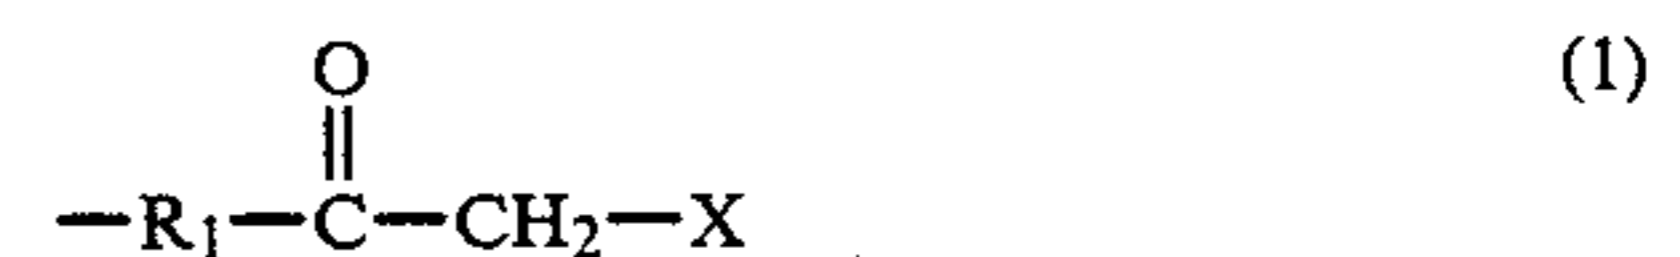 O (1)
—R₁—C—CH₂—X